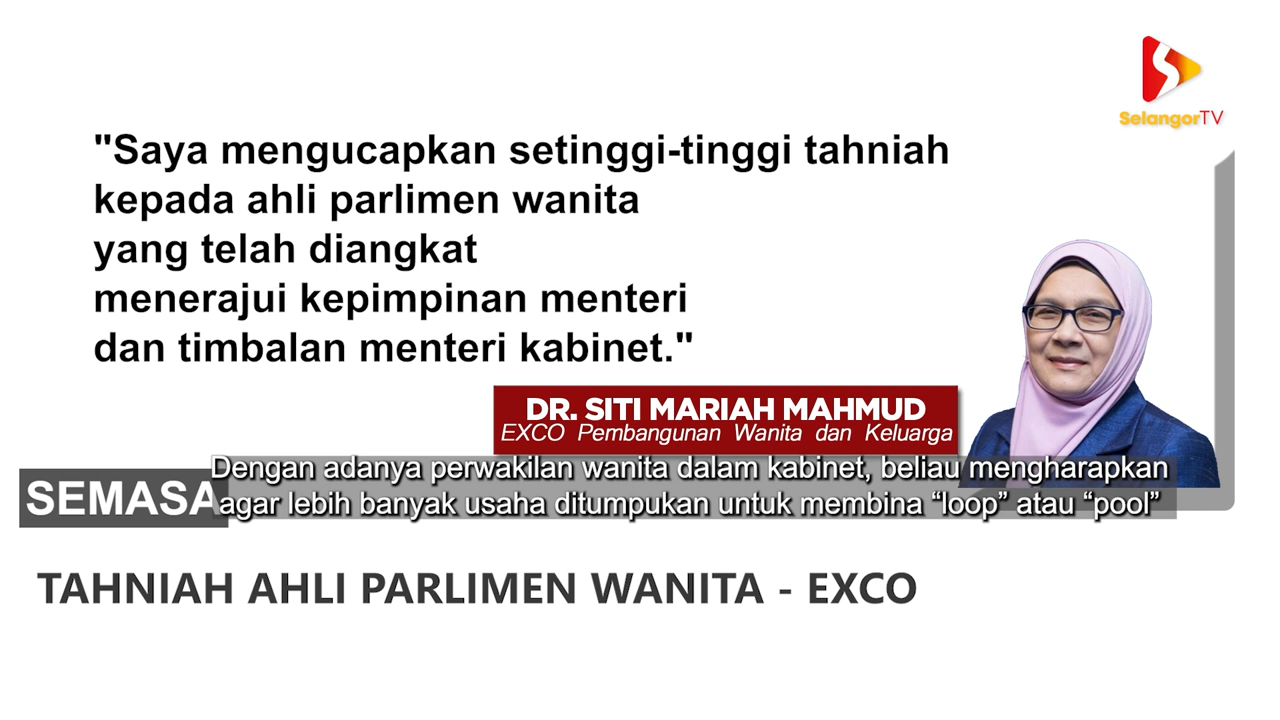 SelangorTV
"Saya mengucapkan setinggi-tinggi tahniah
kepada ahli parlimen wanita
yang telah diangkat
menerajui kepimpinan menteri
dan timbalan menteri kabinet."
DR. SITI MARIAH MAHMUD
EXCO Pembangunan Wanita dan Keluarga
Dengan adanya perwakilan wanita dalam kabinet, beliau mengharapkan
agar lebih banyak usaha ditumpukan untuk membina “loop” atau “pool”
SEMASA
TAHNIAH AHLI PARLIMEN WANITA - EXCO